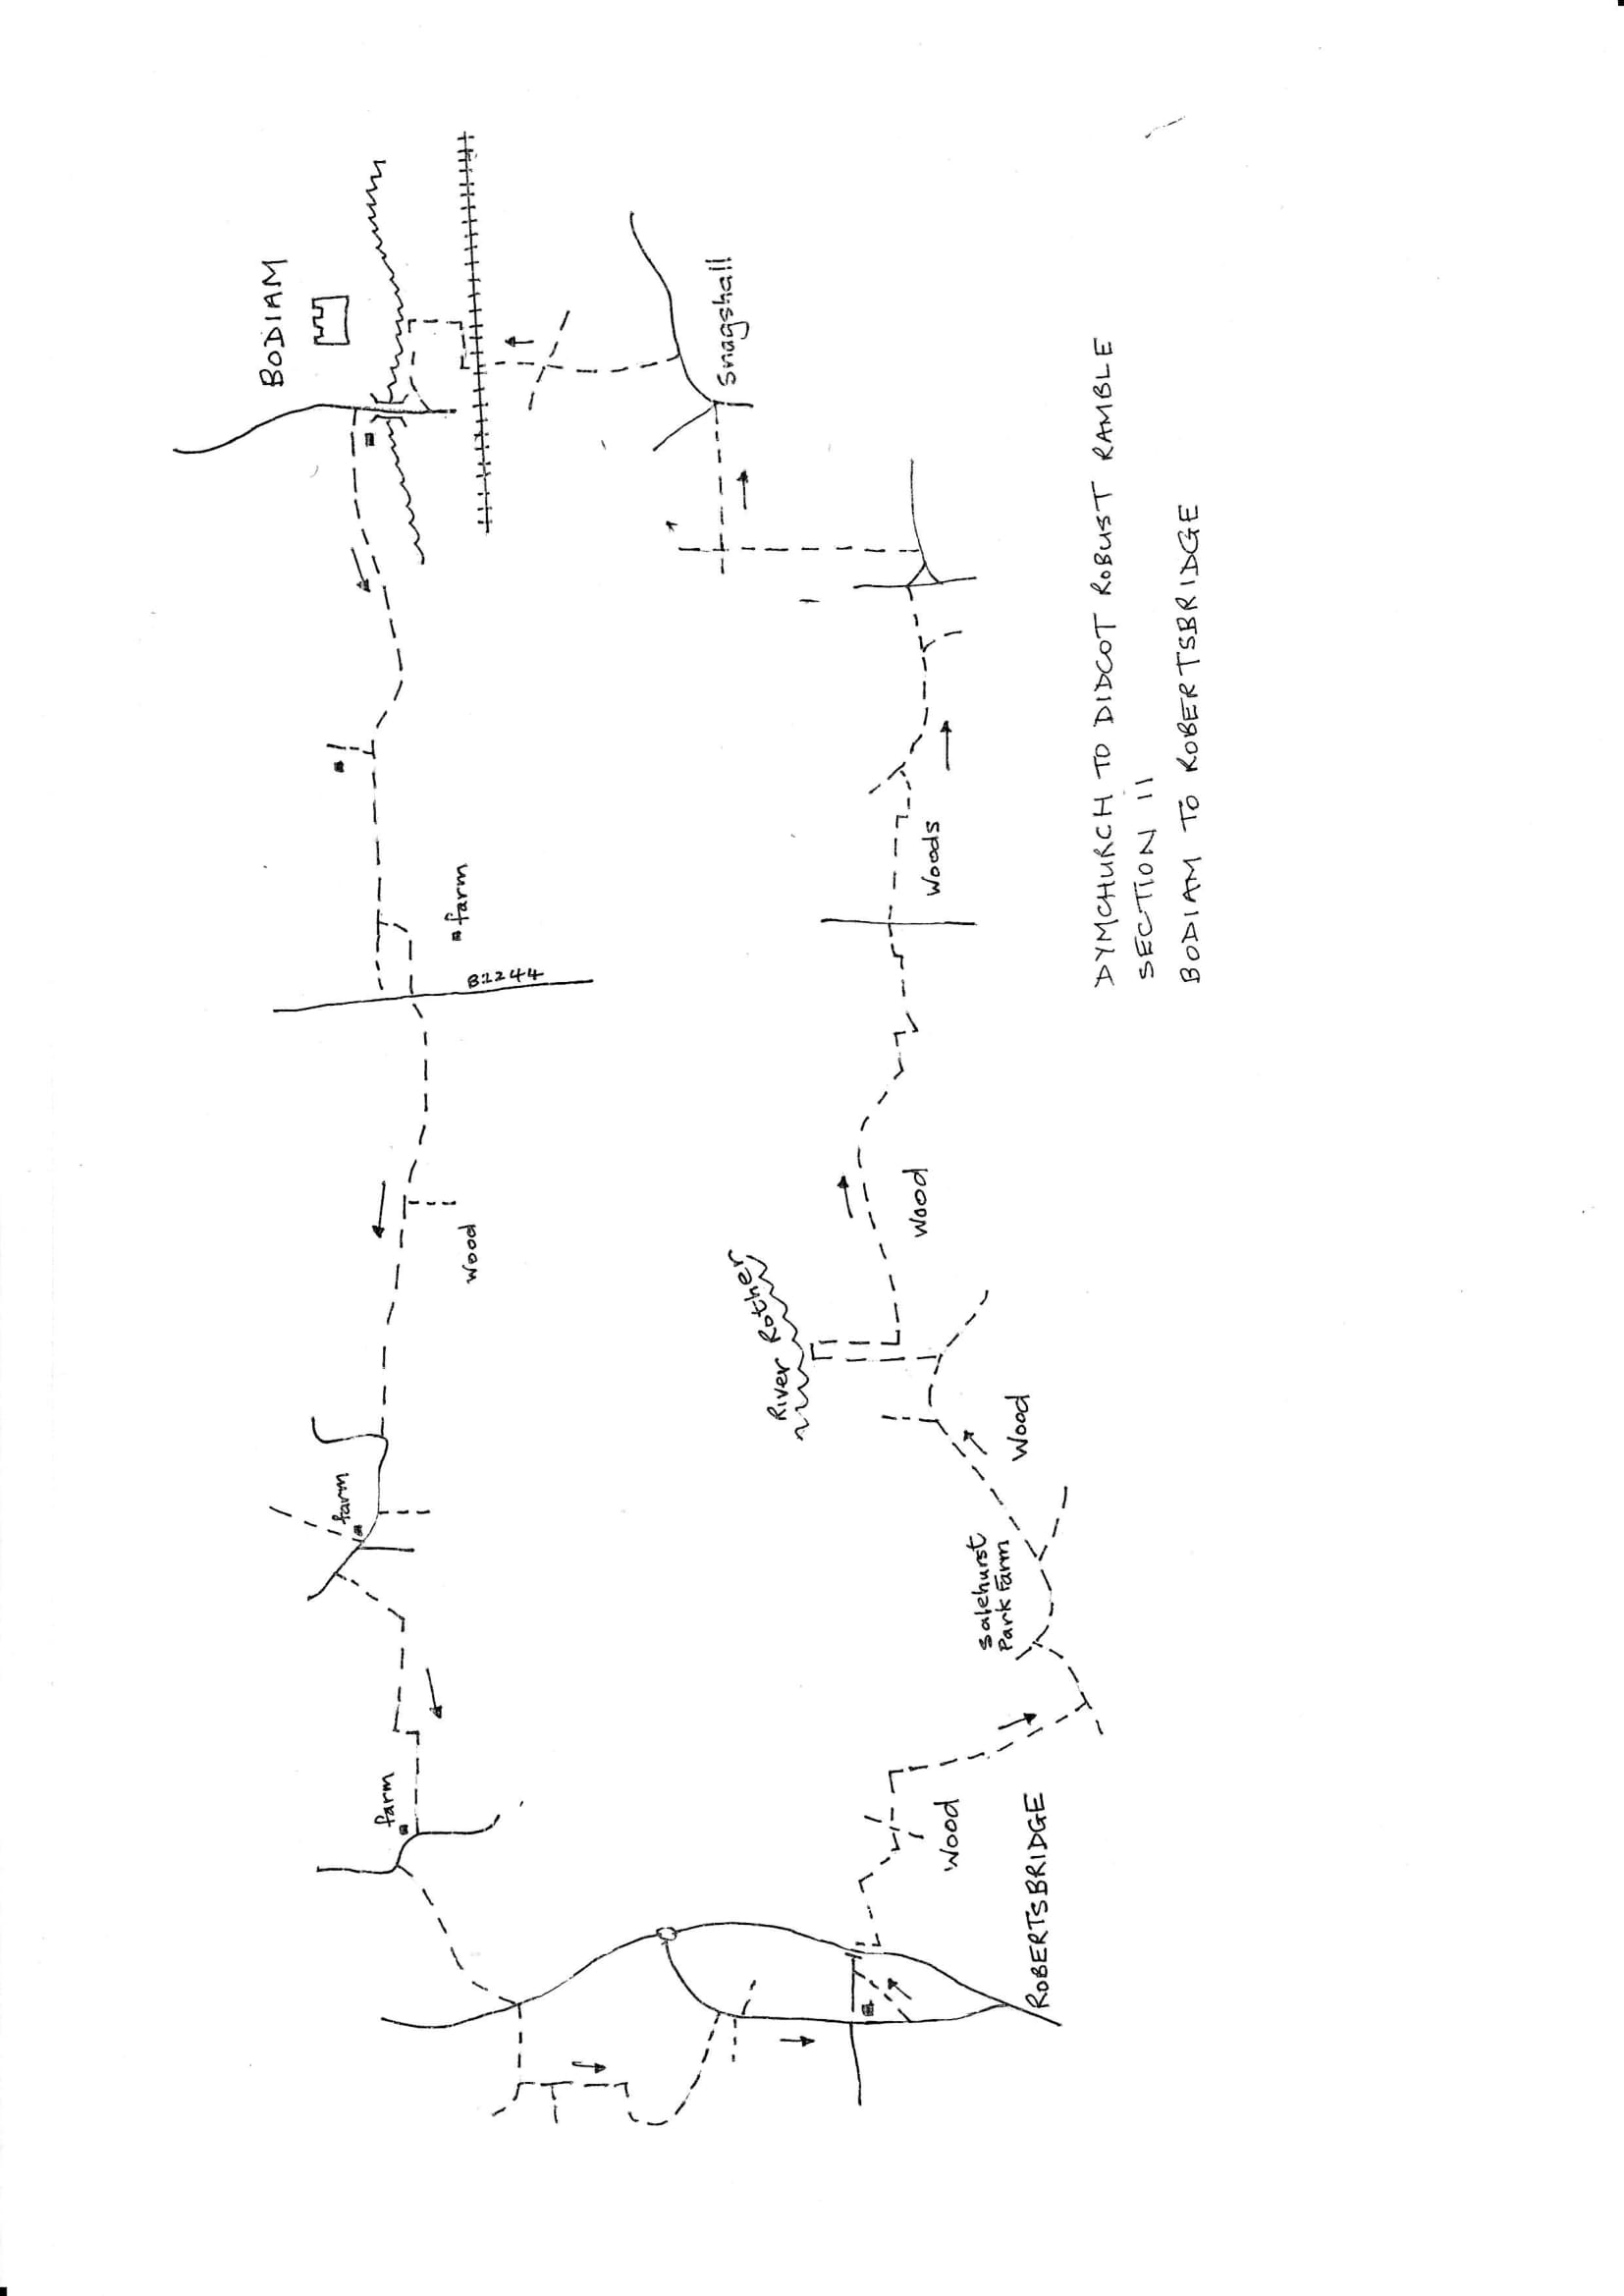 BODIAM
farm
farm
wood
farm
B2244
Snagshall
River Rother
wood
Woods
wood
Salehurst
Park Farm
Wood
ROBERTSBRIDGE
DYMCHURCH TO DIDCOT ROBUST RAMBLE
SECTION 11
BODIAM TO ROBERTSBRIDGE